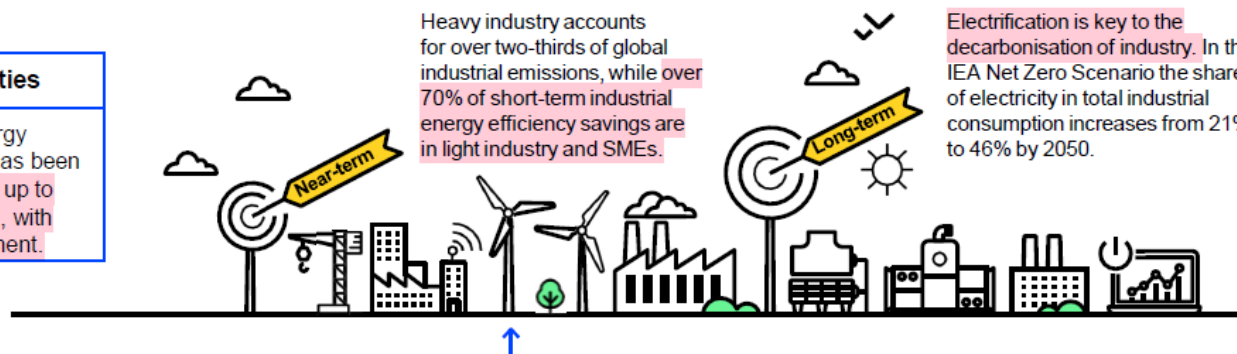 ties
rgy
as been
up to
, with
ment.
Heavy industry accounts
for over two-thirds of global
industrial emissions, while over
70% of short-term industrial
energy efficiency savings are
in light industry and SMEs.
Near-term
Electrification is key to the
decarbonisation of industry. In th
IEA Net Zero Scenario the share
of electricity in total industrial
consumption increases from 21%
to 46% by 2050.
Long-term